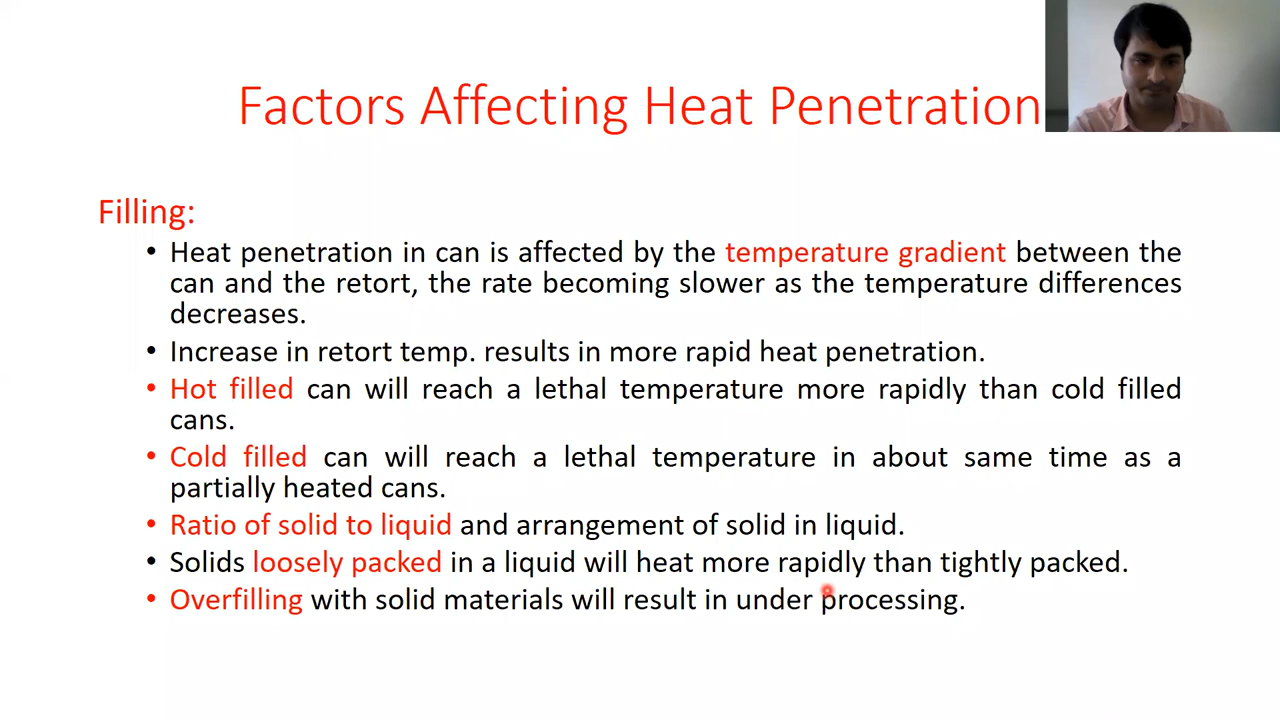 Factors Affecting Heat Penetration
Filling:
• Heat penetration in can is affected by the temperature gradient between the
can and the retort, the rate becoming slower as the temperature differences
decreases.
• Increase in retort temp. results in more rapid heat penetration.
• Hot filled can will reach a lethal temperature more rapidly than cold filled
cans.
• Cold filled can will reach a lethal temperature in about same time as a
partially heated cans.
• Ratio of solid to liquid and arrangement of solid in liquid.
• Solids loosely packed in a liquid will heat more rapidly than tightly packed.
• Overfilling with solid materials will result in under processing.